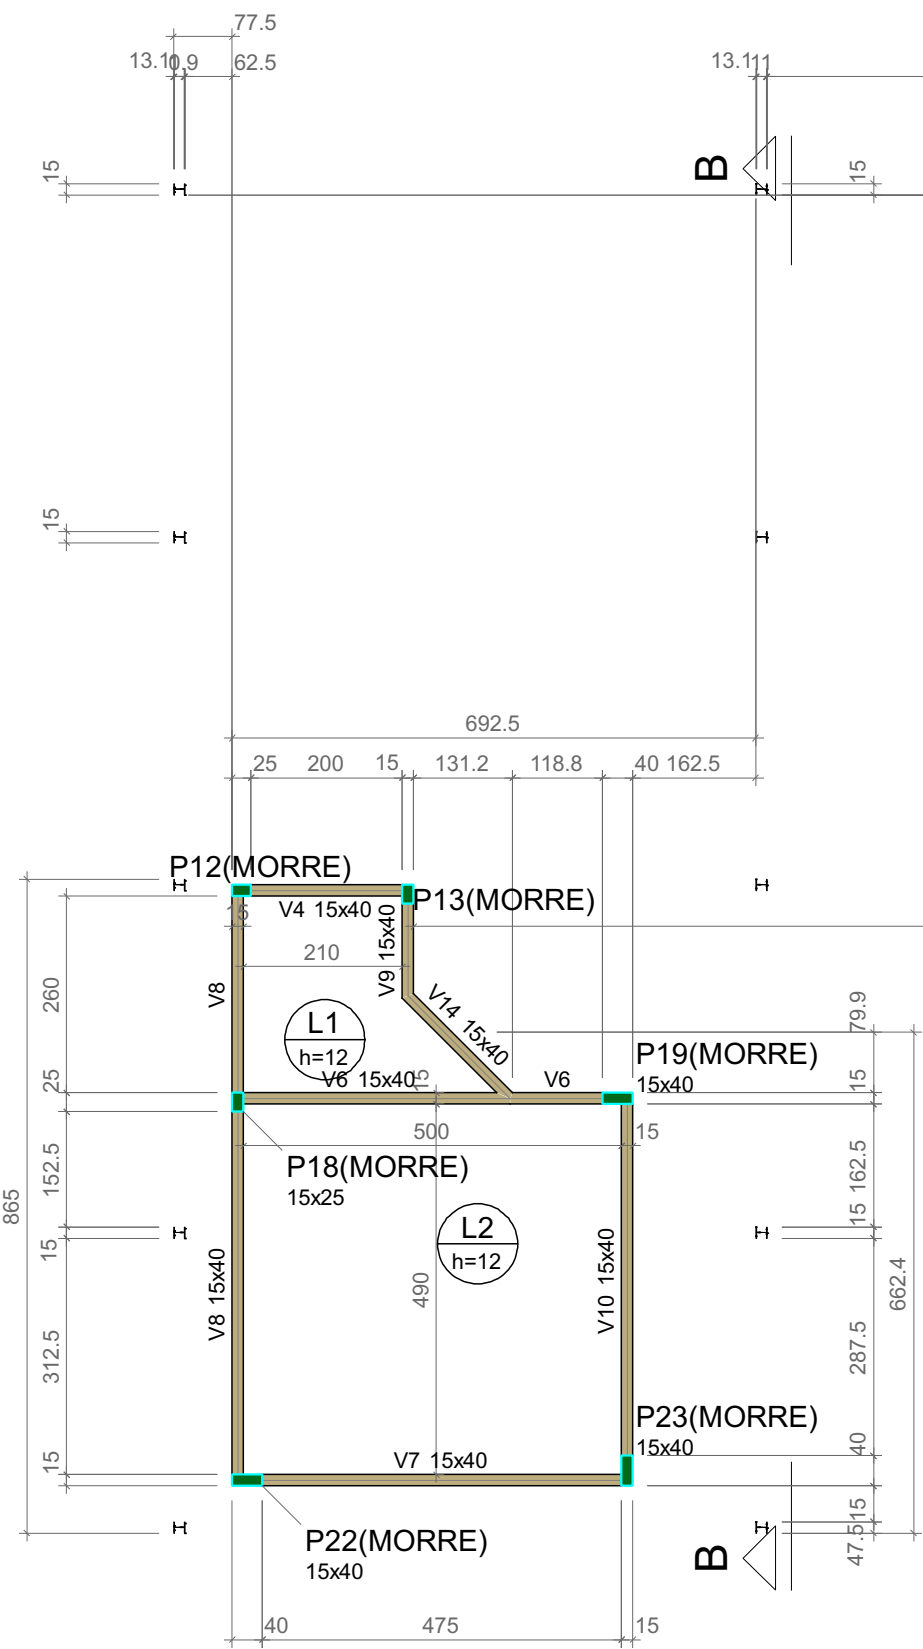 77.5
13.1
0.9
62.5
13.1
11
15
B
15
15
692.5
25
200
15
131.2
118.8
40
162.5
P12(MORRE)
P13(MORRE)
V4 15x40
15
V9 15x40
210
260
V8
V14 15x40
L1
h=12
79.9
P19(MORRE)
15x40
V6 15x40
15
V6
25
15
500
15
P18(MORRE)
15x25
152.5
162.5
865
L2
h=12
15
15
V8 15x40
490
V10 15x40
662.4
312.5
287.5
P23(MORRE)
15x40
40
V7 15x40
15
15
47.5
P22(MORRE)
15x40
B
40
475
15